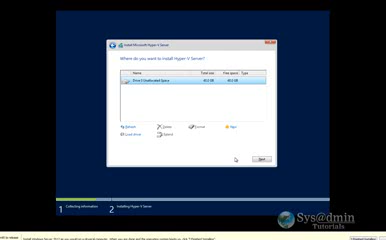 Install Microsoft Hyper-V Server
Where do you want to install Hyper-V Server?
Name Total size Free space Type
Drive 0 Unallocated Space 40.0 GB 40.0 GB
Refresh Delete Format New
Load driver Extend
Next
1 Collecting information 2 Installing Hyper-V Server
Sys@dmin
Tutorials